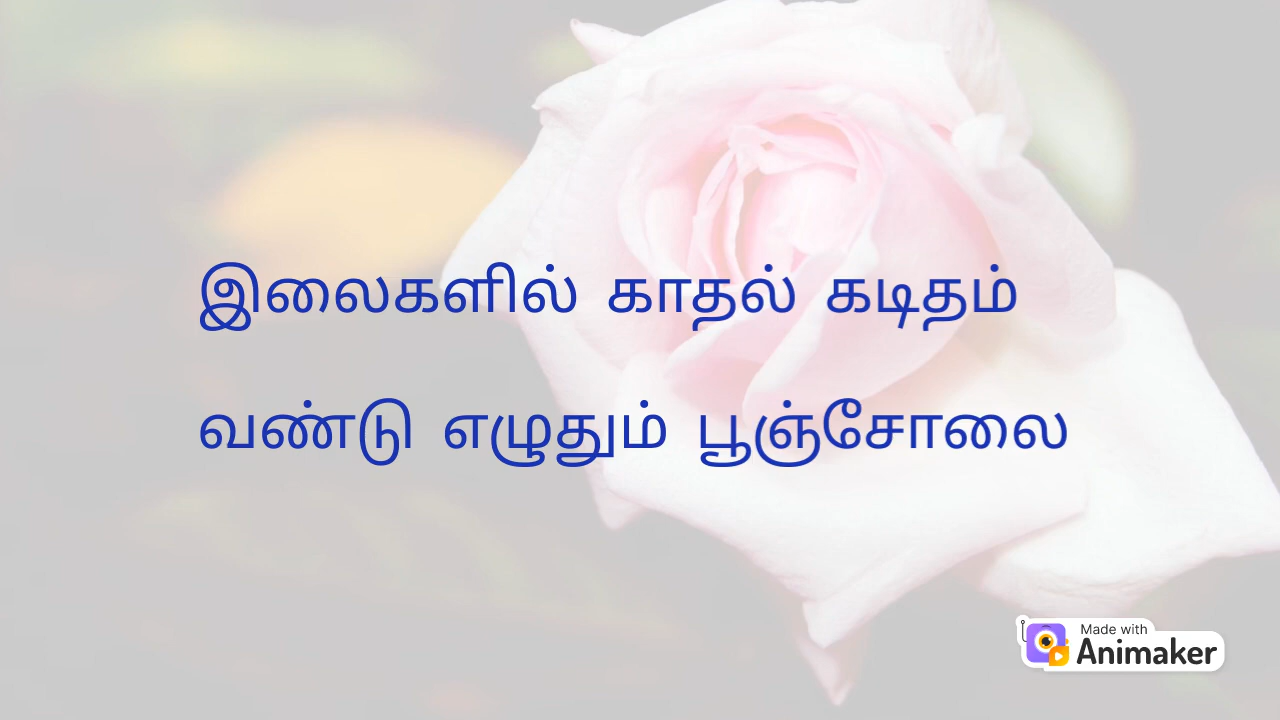 இலைகளில் காதல் கடிதம்
வண்டு எழுதும் பூஞ்சோலை
Made with
Animaker